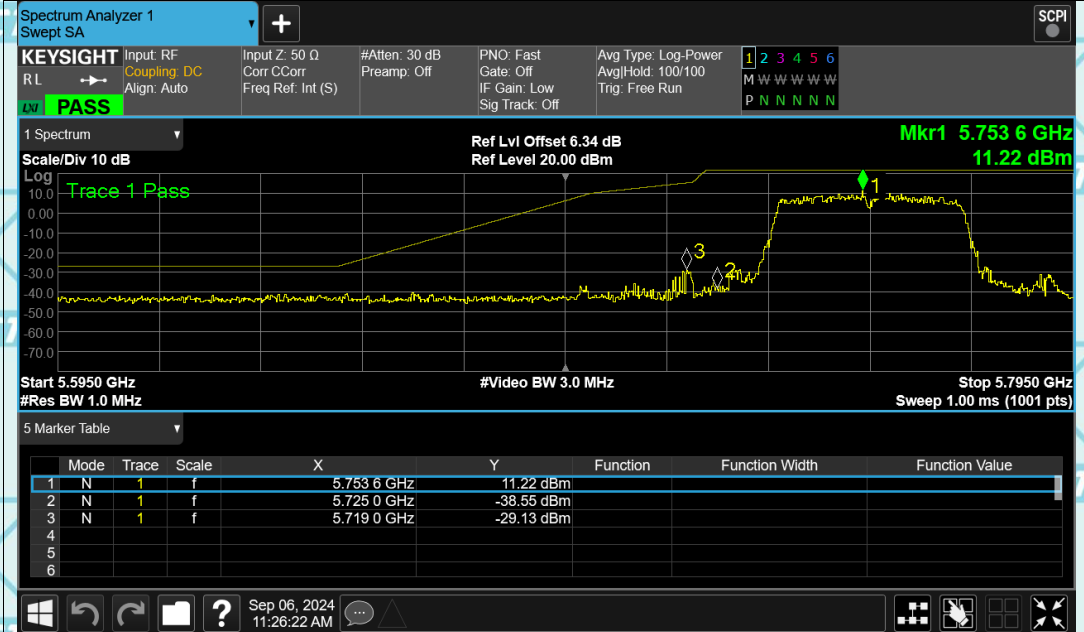 Spectrum Analyzer 1
Swept SA
+
SCPI
KEYSIGHT
R L
LXI PASS
Input: RF
Coupling: DC
Align: Auto
Input Z: 50 Ω
Corr CCorr
Freq Ref: Int (S)
#Atten: 30 dB
Preamp: Off
PNO: Fast
Gate: Off
IF Gain: Low
Sig Track: Off
Avg Type: Log-Power
Avg|Hold: 100/100
Trig: Free Run
1 2 3 4 5 6
M W W W W W
P N N N N N
1 Spectrum
Scale/Div 10 dB
Ref Lvl Offset 6.34 dB
Ref Level 20.00 dBm
Mkr1 5.753 6 GHz
11.22 dBm
Log
Trace 1 Pass
10.0
0.00
-10.0
-20.0
-30.0
-40.0
-50.0
-60.0
-70.0
1
3
2
Start 5.5950 GHz
#Video BW 3.0 MHz
Stop 5.7950 GHz
#Res BW 1.0 MHz
Sweep 1.00 ms (1001 pts)
5 Marker Table
Mode Trace Scale X Y Function Function Width Function Value
1 N 1 f 5.753 6 GHz 11.22 dBm
2 N 1 f 5.725 0 GHz -38.55 dBm
3 N 1 f 5.719 0 GHz -29.13 dBm
4
5
6
?
Sep 06, 2024
11:26:22 AM